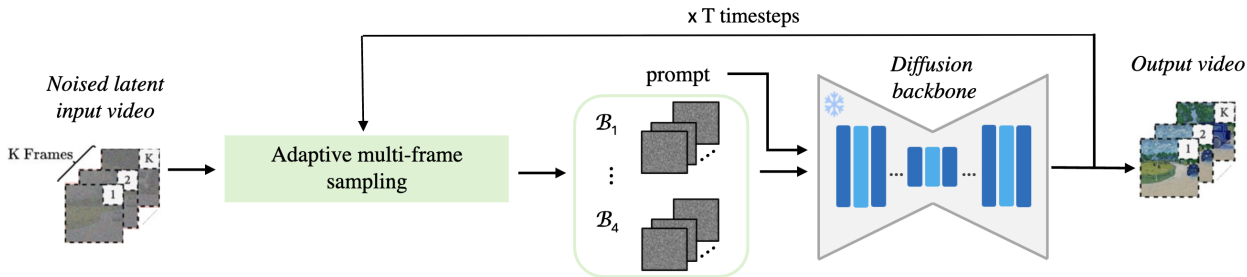 x T timesteps
Noised latent
input video
K Frames
K
2
1
Adaptive multi-frame
sampling
prompt
ℬ₁
⋮
ℬ₄
Diffusion
backbone
...
...
Output video
K
2
1